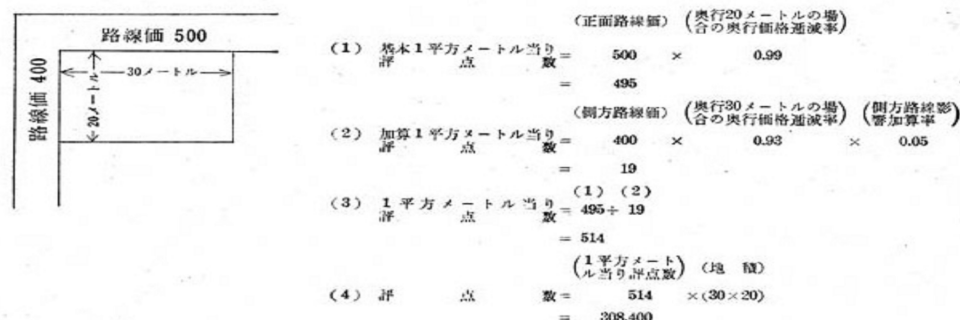 路線価 500
路線価 400
30メートル
20メートル
(正面路線価) (奥行20メートルの場合の奥行価格逓減率)
(1) 基本1平方メートル当り評点数 = 500 × 0.99
= 495
(側方路線価) (奥行30メートルの場合の奥行価格逓減率) (側方路線影響加算率)
(2) 加算1平方メートル当り評点数 = 400 × 0.93 × 0.05
= 19
(1) (2)
(3) 1平方メートル当り評点数 = 495÷ 19
= 514
(1平方メートル当り評点数) (地 積)
(4) 評点数 = 514 ×(30×20)
= 308,400